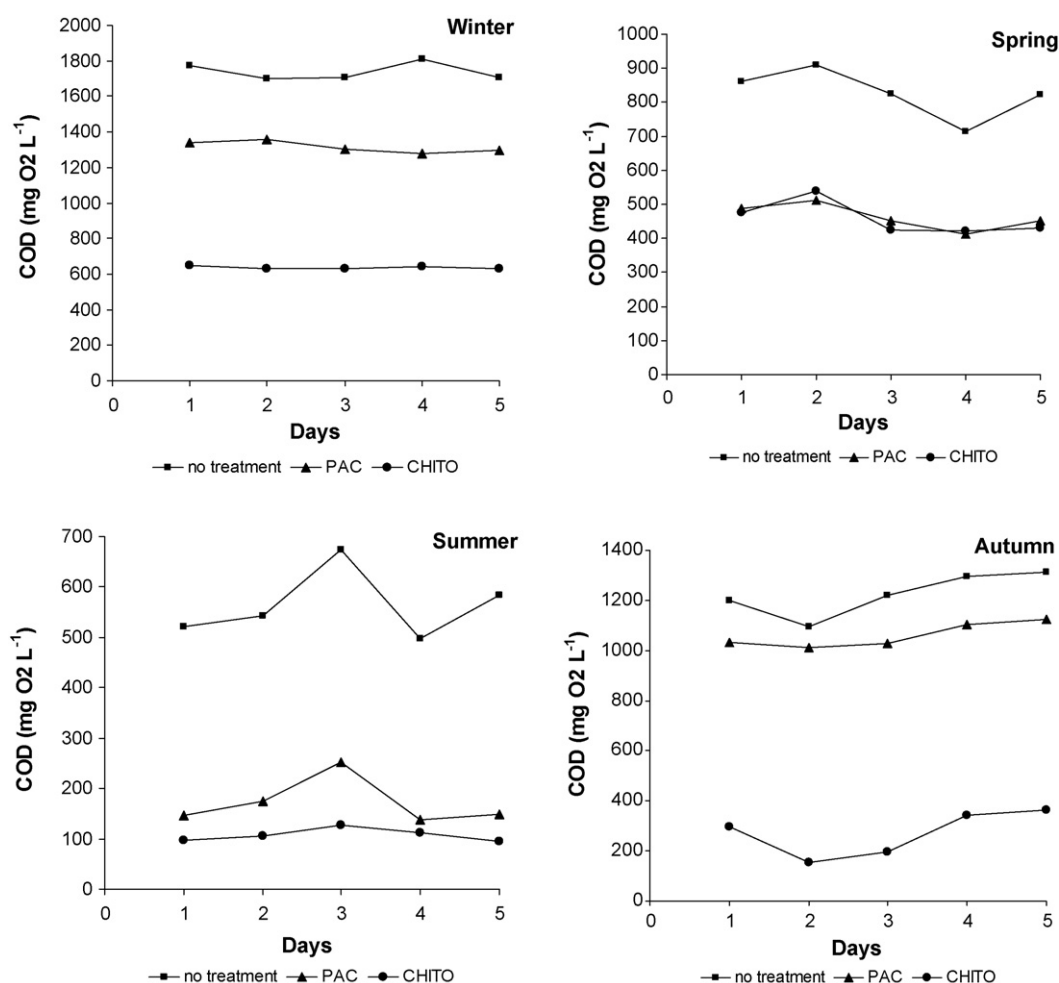 Winter
2000
1800
1600
1400
1200
1000
800
600
400
200
0
COD (mg O2 L⁻¹)
0 1 2 3 4 5
Days
no treatment PAC CHITO
Spring
1000
900
800
700
600
500
400
300
200
100
0
COD (mg O2 L⁻¹)
0 1 2 3 4 5
Days
no treatment PAC CHITO
Summer
700
600
500
400
300
200
100
0
COD (mg O2 L⁻¹)
0 1 2 3 4 5
Days
no treatment PAC CHITO
Autumn
1400
1200
1000
800
600
400
200
0
COD (mg O2 L⁻¹)
0 1 2 3 4 5
Days
no treatment PAC CHITO